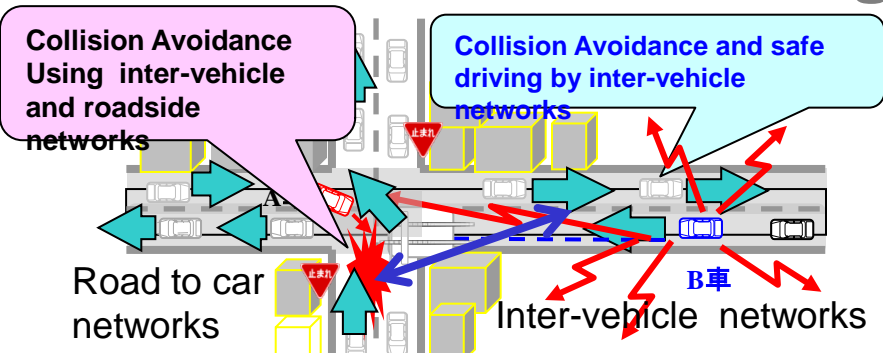 Collision Avoidance
Using inter-vehicle
and roadside
networks
Collision Avoidance and safe
driving by inter-vehicle
networks
止まれ
A
止まれ
Road to car
networks
B車
Inter-vehicle networks